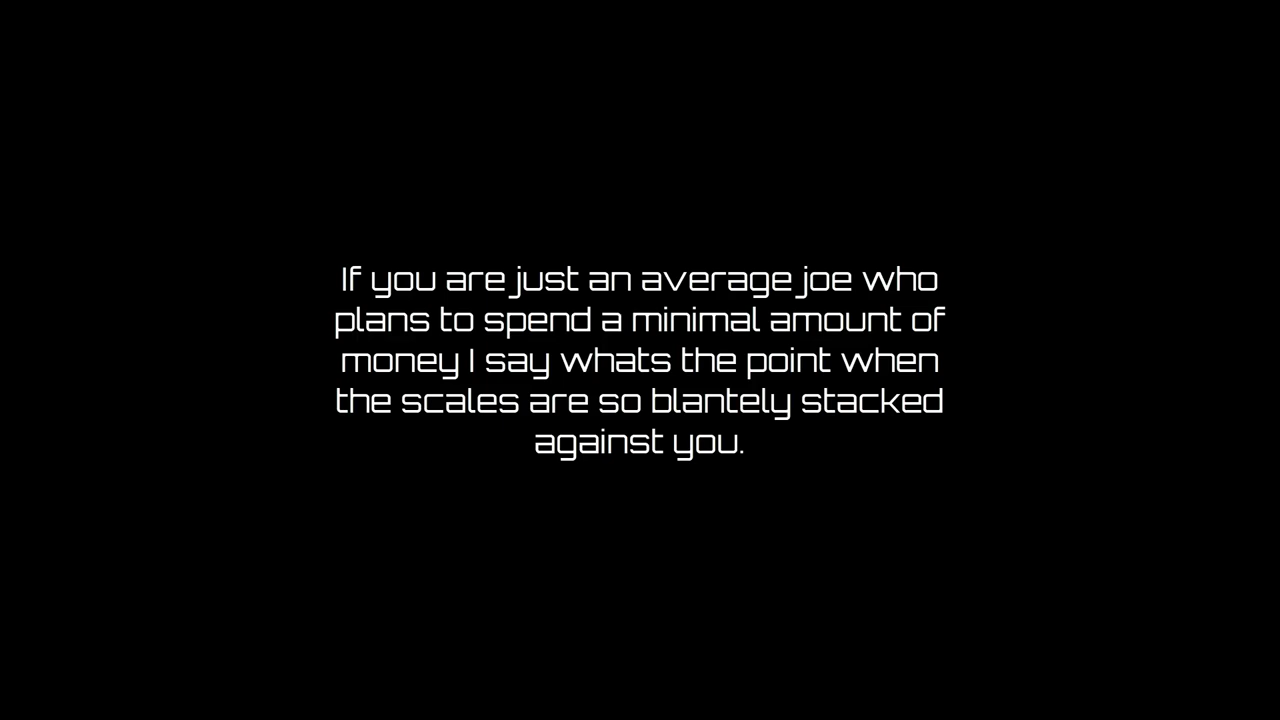 If you are just an average joe who
plans to spend a minimal amount of
money I say whats the point when
the scales are so blantely stacked
against you.